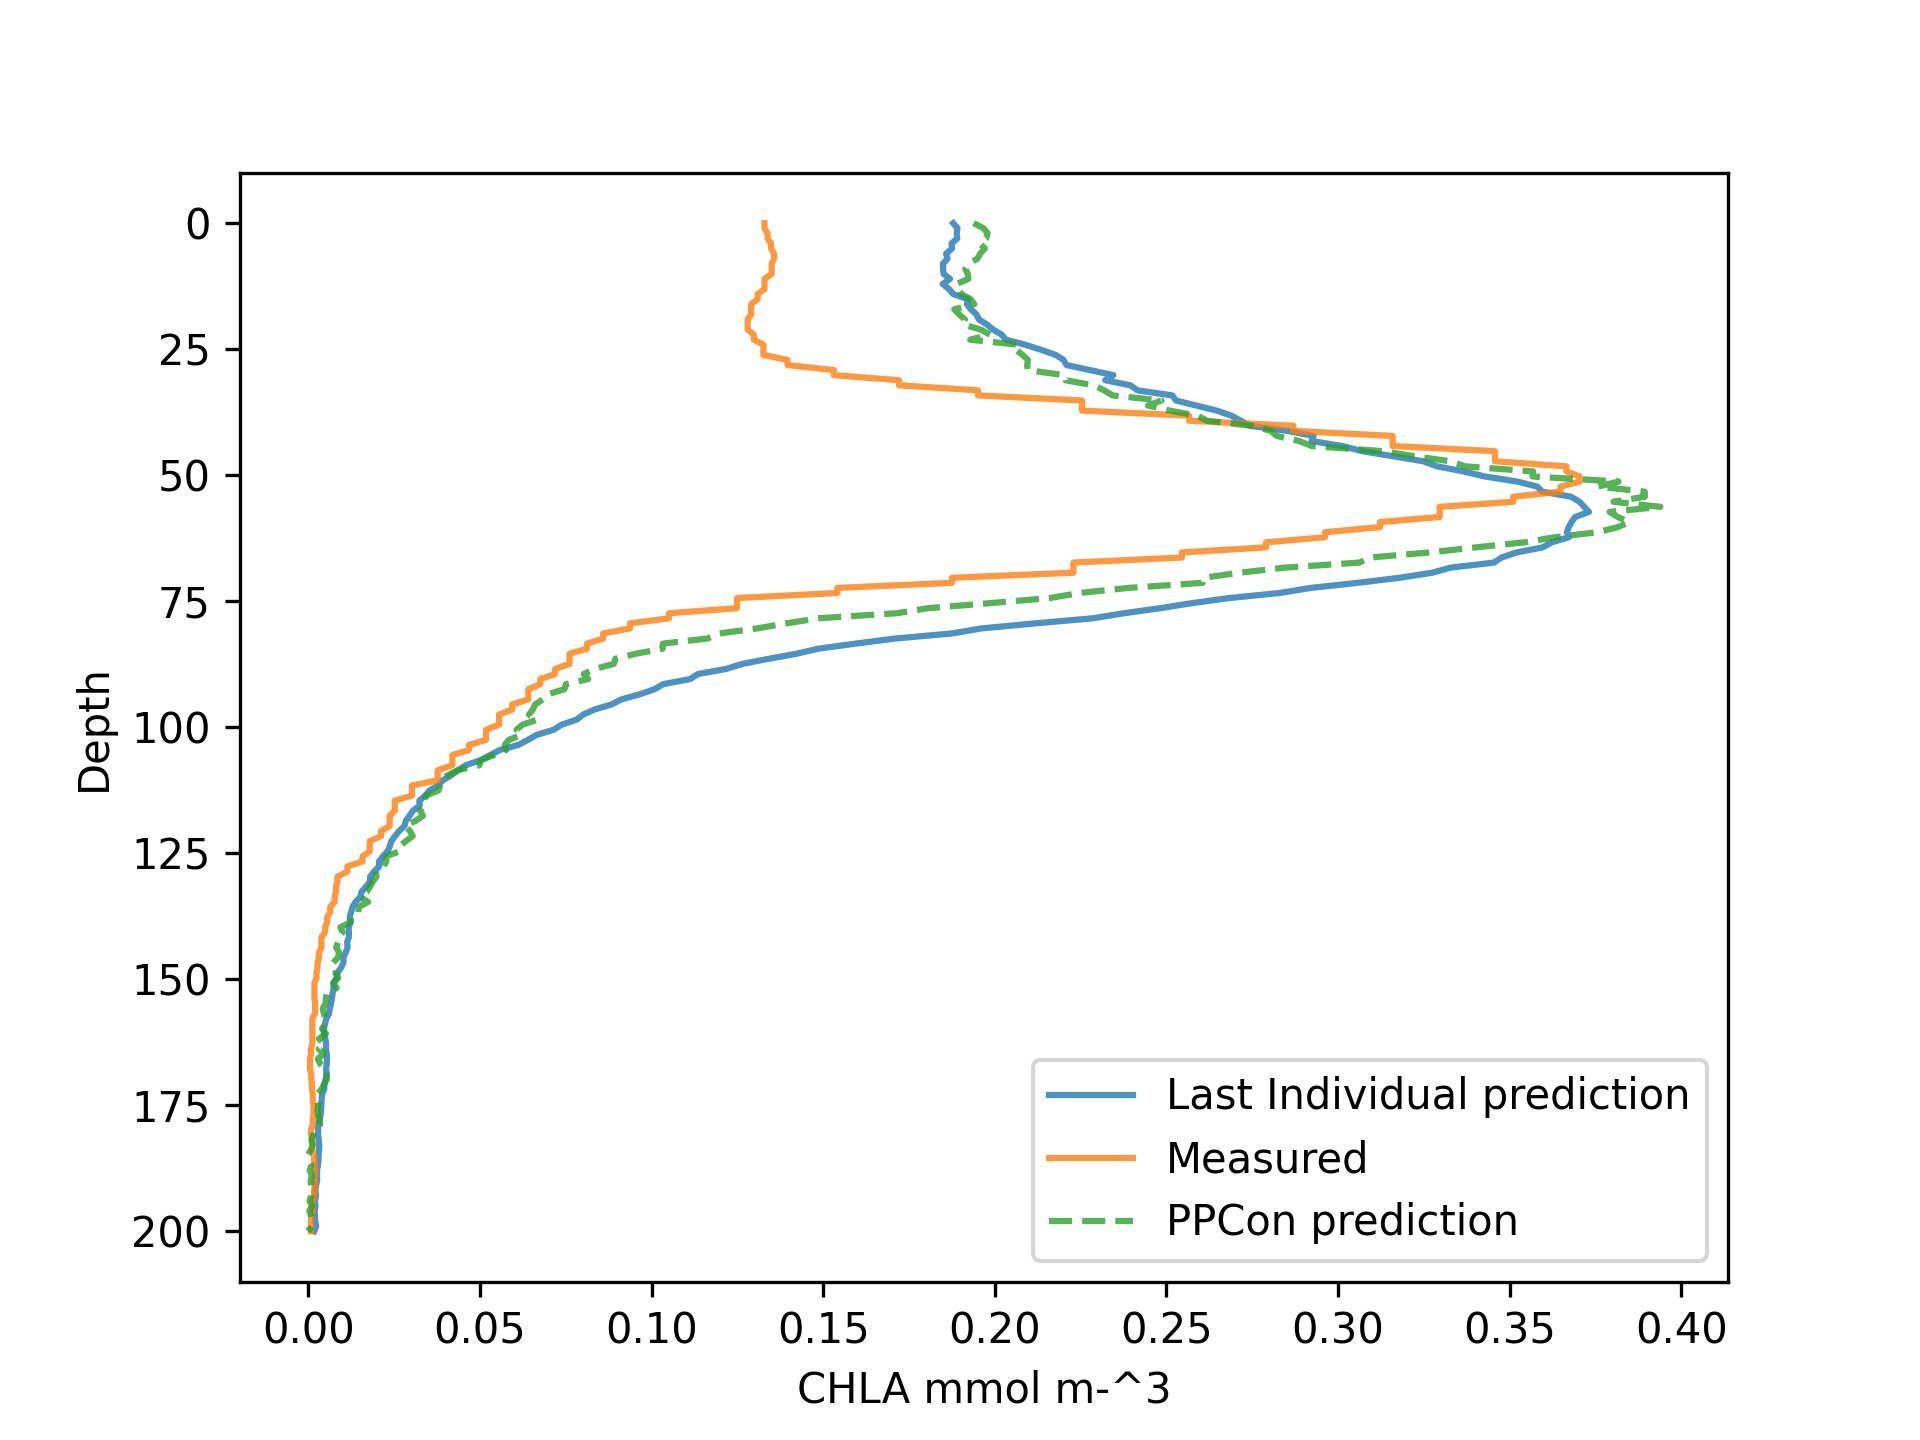 0
25
50
75
100
125
150
175
200
Depth
0.00 0.05 0.10 0.15 0.20 0.25 0.30 0.35 0.40
CHLA mmol m-^3
Last Individual prediction
Measured
PPCon prediction